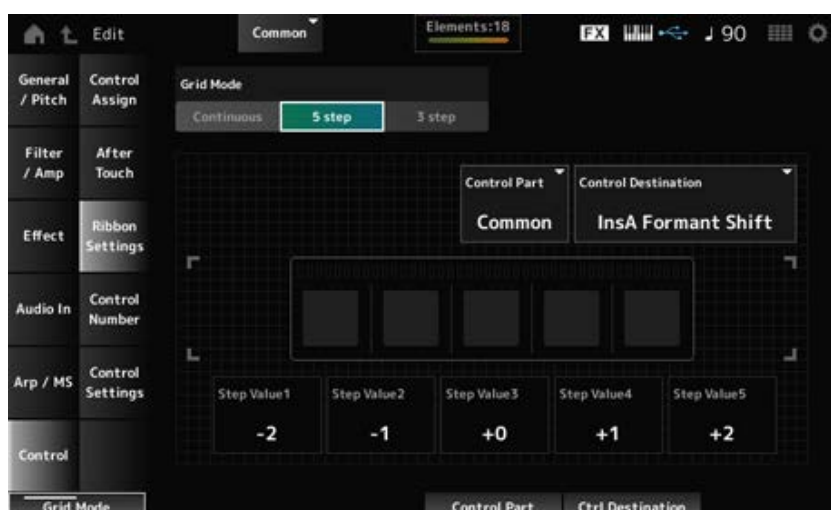 Edit
Common
Elements:18
FX
♩ 90
General / Pitch
Filter / Amp
Effect
Audio In
Arp / MS
Control
Control Assign
After Touch
Ribbon Settings
Control Number
Control Settings
Grid Mode
Continuous
5 step
3 step
Control Part
Common
Control Destination
InsA Formant Shift
Step Value1
Step Value2
Step Value3
Step Value4
Step Value5
-2
-1
+0
+1
+2
Grid Mode
Control Part
Ctrl Destination